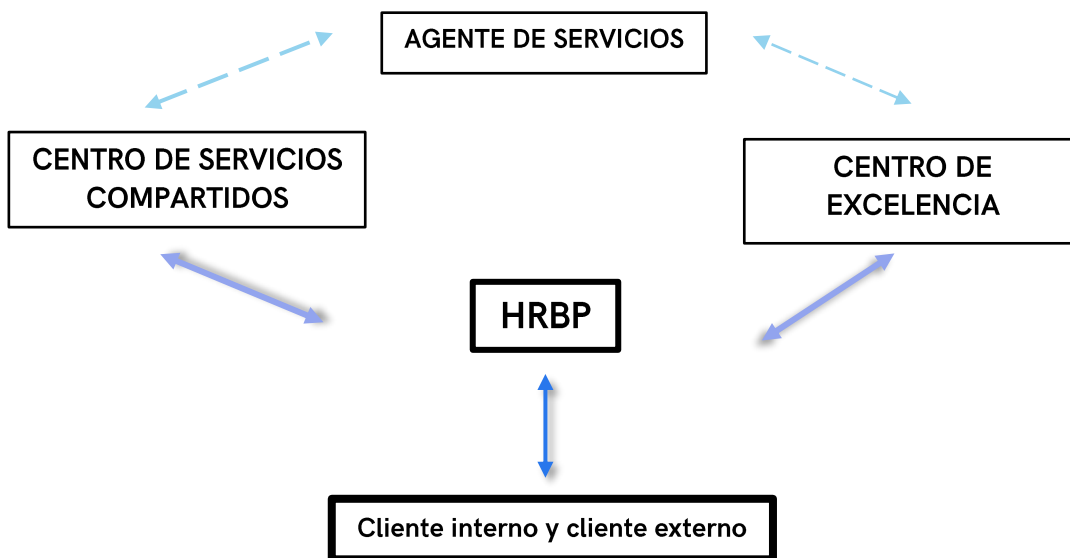 AGENTE DE SERVICIOS
CENTRO DE SERVICIOS
COMPARTIDOS
CENTRO DE
EXCELENCIA
HRBP
Cliente interno y cliente externo